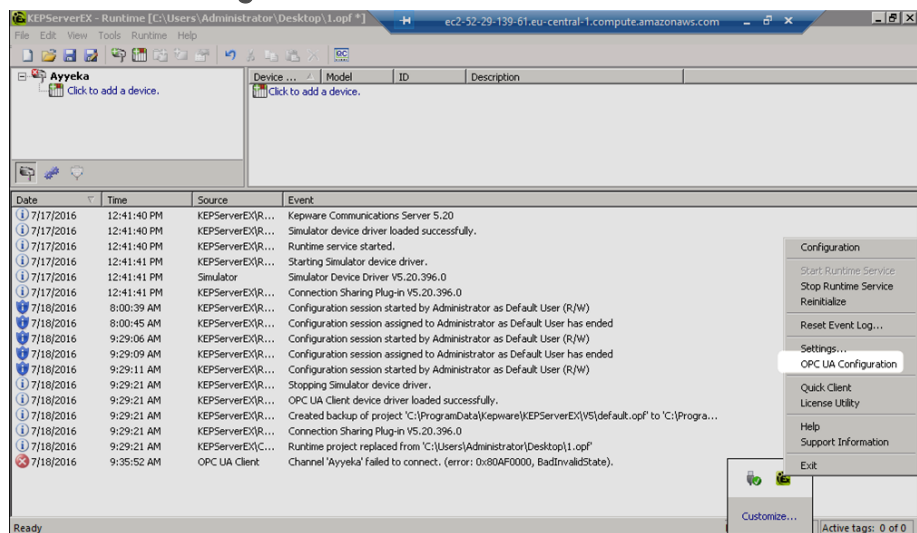 KEPServerEX - Runtime [C:\Users\Administrator\Desktop\1.opf *]
ec2-52-29-139-61.eu-central-1.compute.amazonaws.com
File Edit View Tools Runtime Help
Ayyeka
Click to add a device.
Device ... Model ID Description
Click to add a device.
Date Time Source Event
7/17/2016 12:41:40 PM KEPServerEX\R... Kepware Communications Server 5.20
7/17/2016 12:41:40 PM KEPServerEX\R... Simulator device driver loaded successfully.
7/17/2016 12:41:40 PM KEPServerEX\R... Runtime service started.
7/17/2016 12:41:41 PM KEPServerEX\R... Starting Simulator device driver.
7/17/2016 12:41:41 PM Simulator Simulator Device Driver V5.20.396.0
7/17/2016 12:41:41 PM KEPServerEX\R... Connection Sharing Plug-in V5.20.396.0
7/18/2016 8:00:39 AM KEPServerEX\R... Configuration session started by Administrator as Default User (R/W)
7/18/2016 8:00:45 AM KEPServerEX\R... Configuration session assigned to Administrator as Default User has ended
7/18/2016 9:29:06 AM KEPServerEX\R... Configuration session started by Administrator as Default User (R/W)
7/18/2016 9:29:09 AM KEPServerEX\R... Configuration session assigned to Administrator as Default User has ended
7/18/2016 9:29:11 AM KEPServerEX\R... Configuration session started by Administrator as Default User (R/W)
7/18/2016 9:29:21 AM KEPServerEX\R... Stopping Simulator device driver.
7/18/2016 9:29:21 AM KEPServerEX\R... OPC UA Client device driver loaded successfully.
7/18/2016 9:29:21 AM KEPServerEX\R... Created backup of project 'C:\ProgramData\Kepware\KEPServerEX\V5\default.opf' to 'C:\Progra...
7/18/2016 9:29:21 AM KEPServerEX\R... Connection Sharing Plug-in V5.20.396.0
7/18/2016 9:29:21 AM KEPServerEX\C... Runtime project replaced from 'C:\Users\Administrator\Desktop\1.opf'
7/18/2016 9:35:52 AM OPC UA Client Channel 'Ayyeka' failed to connect. (error: 0x80AF0000, BadInvalidState).
Configuration
Start Runtime Service
Stop Runtime Service
Reinitialize
Reset Event Log...
Settings...
OPC UA Configuration
Quick Client
License Utility
Help
Support Information
Exit
Customize...
Ready
Active tags: 0 of 0